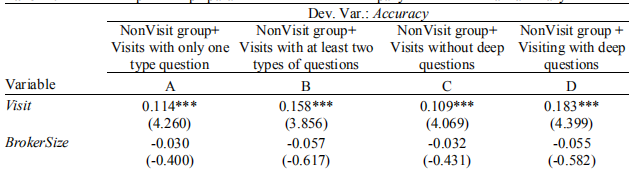 Dev. Var.: Accuracy
NonVisit group+ NonVisit group+ NonVisit group+ NonVisit group +
Visits with only one Visits with at least two Visits without deep Visiting with deep
type question types of questions questions questions
Variable A B C D
Visit 0.114*** 0.158*** 0.109*** 0.183***
(4.260) (3.856) (4.069) (4.399)
BrokerSize -0.030 -0.057 -0.032 -0.055
(-0.400) (-0.617) (-0.431) (-0.582)